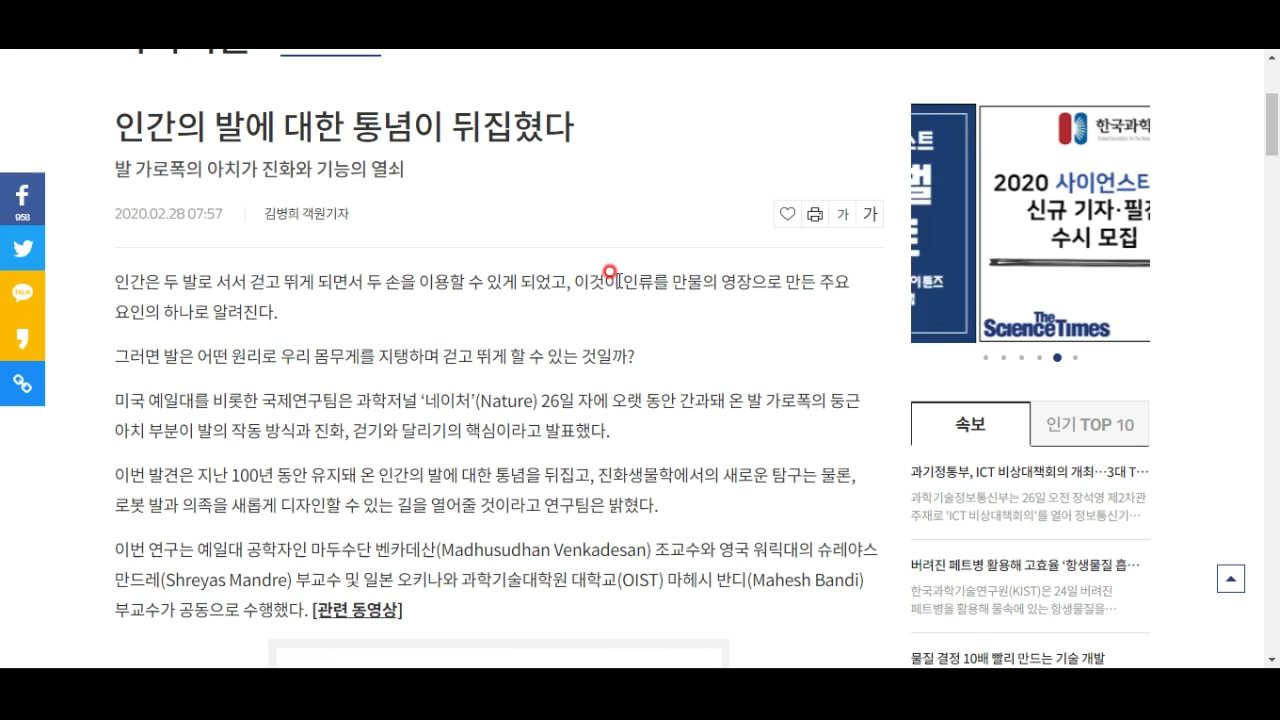 인간의 발에 대한 통념이 뒤집혔다
발 가로폭의 아치가 진화와 기능의 열쇠
2020.02.28 07:57
김병희 객원기자
가 가
인간은 두 발로 서서 걷고 뛰게 되면서 두 손을 이용할 수 있게 되었고, 이것이 인류를 만물의 영장으로 만든 주요
요인의 하나로 알려진다.
그러면 발은 어떤 원리로 우리 몸무게를 지탱하며 걷고 뛰게 할 수 있는 것일까?
미국 예일대를 비롯한 국제연구팀은 과학저널 ‘네이처’(Nature) 26일 자에 오랫 동안 간과돼 온 발 가로폭의 둥근
아치 부분이 발의 작동 방식과 진화, 걷기와 달리기의 핵심이라고 발표했다.
이번 발견은 지난 100년 동안 유지돼 온 인간의 발에 대한 통념을 뒤집고, 진화생물학에서의 새로운 탐구는 물론,
로봇 발과 의족을 새롭게 디자인할 수 있는 길을 열어줄 것이라고 연구팀은 밝혔다.
이번 연구는 예일대 공학자인 마두수단 벤카데산(Madhusudhan Venkadesan) 조교수와 영국 워릭대의 슈레야스
만드레(Shreyas Mandre) 부교수 및 일본 오키나와 과학기술대학원 대학교(OIST) 마헤시 반디(Mahesh Bandi)
부교수가 공동으로 수행했다. [관련 동영상]
958
TALK
한국과학
2020 사이언스타
신규 기자·필진
수시 모집
The
ScienceTimes
속보
인기 TOP 10
과기정통부, ICT 비상대책회의 개최…3대 T…
과학기술정보통신부는 26일 오전 장석영 제2차관
주재로 'ICT 비상대책회의'를 열어 정보통신기…
버려진 페트병 활용해 고효율 ‘항생물질 흡…
한국과학기술연구원(KIST)은 24일 버려진
페트병을 활용해 물속에 있는 항생물질을…
물질 결정 10배 빨리 만드는 기술 개발